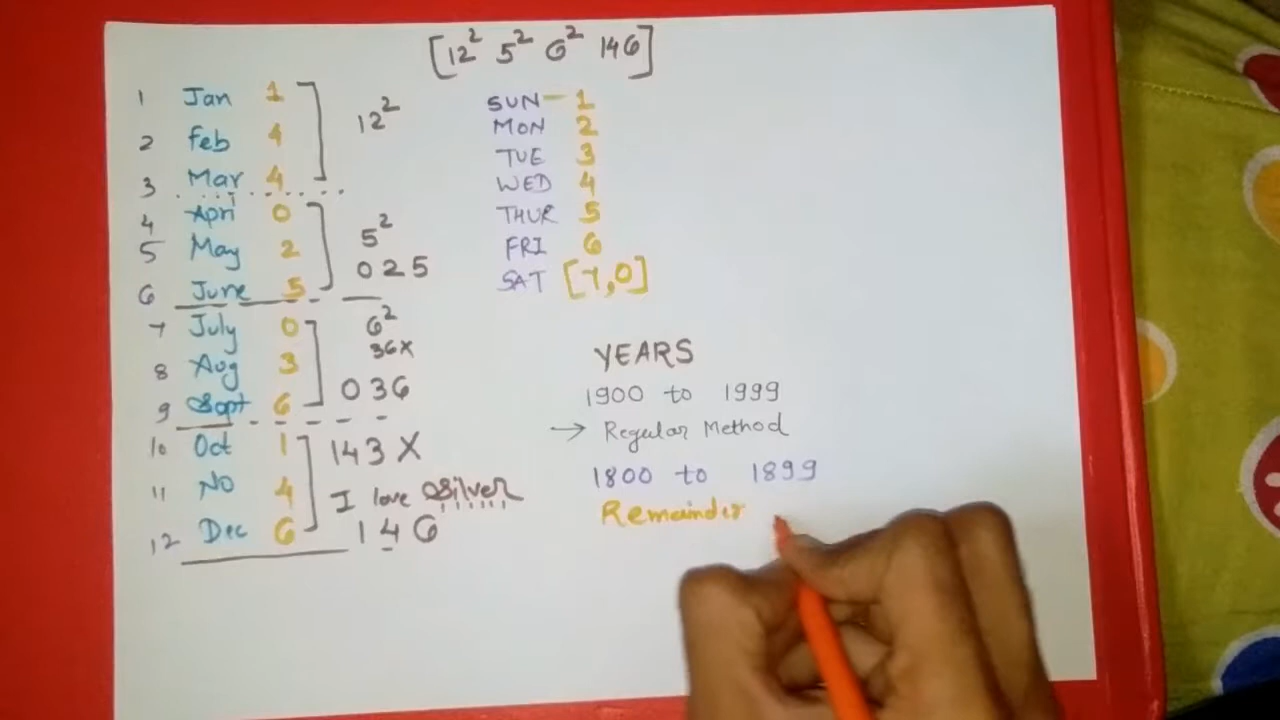 [12² 5² 6² 146]
1 Jan 1
2 Feb 4
3 Mar 4
12²
4 Apri 0
5 May 2
6 June 5
5²
025
7 July 0
8 Aug 3
9 Sept 6
6²
36x
036
10 Oct 1
11 No 4
12 Dec 6
143 X
I love Silver
146
SUN - 1
MON 2
TUE 3
WED 4
THUR 5
FRI 6
SAT [7,0]
YEARS
1900 to 1999
→ Regular Method
1800 to 1899
Remainder